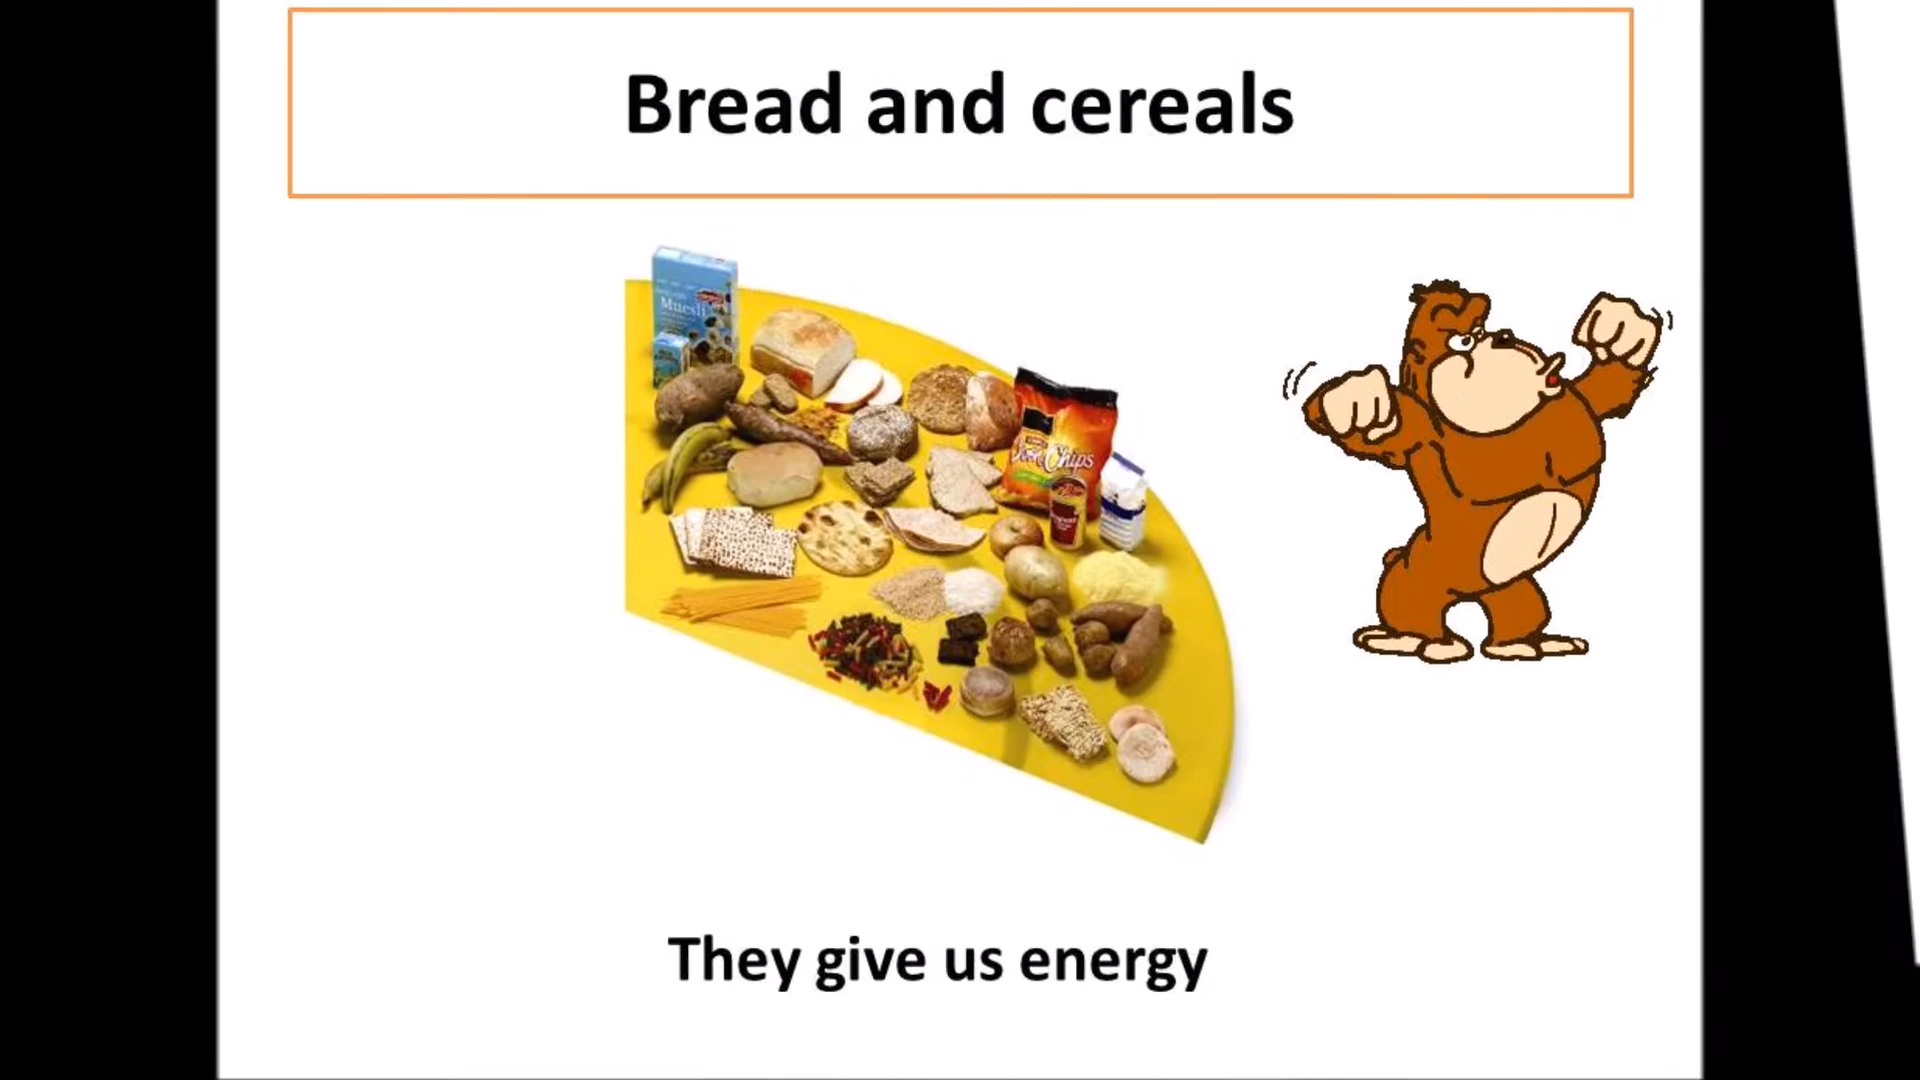 Bread and cereals
Muesli
Chips
They give us energy